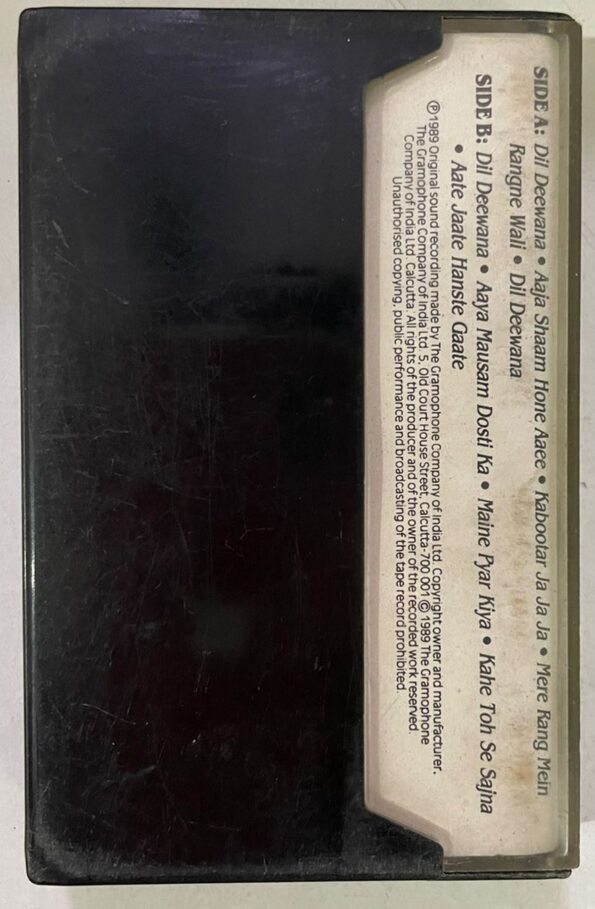 SIDE A: Dil Deewana • Aaja Shaam Hone Aaee • Kabootar Ja Ja Ja • Mere Rang Mein
Rangne Wali • Dil Deewana
SIDE B: Dil Deewana • Aaya Mausam Dosti Ka • Maine Pyar Kiya • Kahe Toh Se Sajna
• Aate Jaate Hanste Gaate
Ⓟ 1989 Original sound recording made by The Gramophone Company of India Ltd. Copyright owner and manufacturer,
The Gramophone Company of India Ltd. 5, Old Court House Street, Calcutta-700 001 © 1989 The Gramophone
Company of India Ltd. Calcutta. All rights of the producer and of the owner of the recorded work reserved.
Unauthorised copying, public performance and broadcasting of the tape record prohibited.